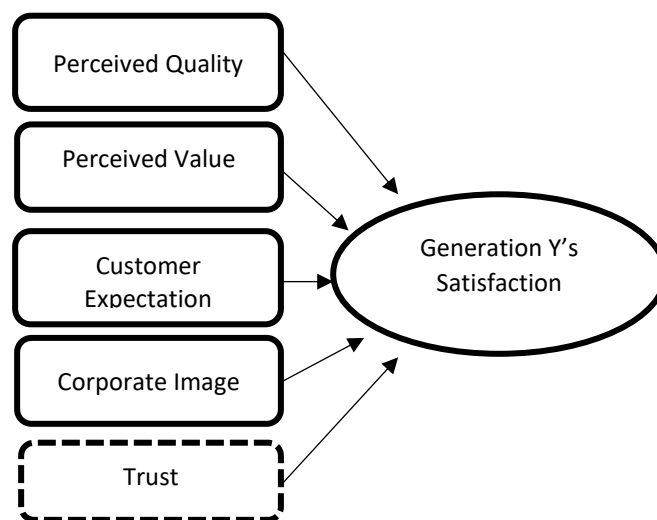 Perceived Quality
Perceived Value
Customer
Expectation
Corporate Image
Trust
Generation Y’s
Satisfaction